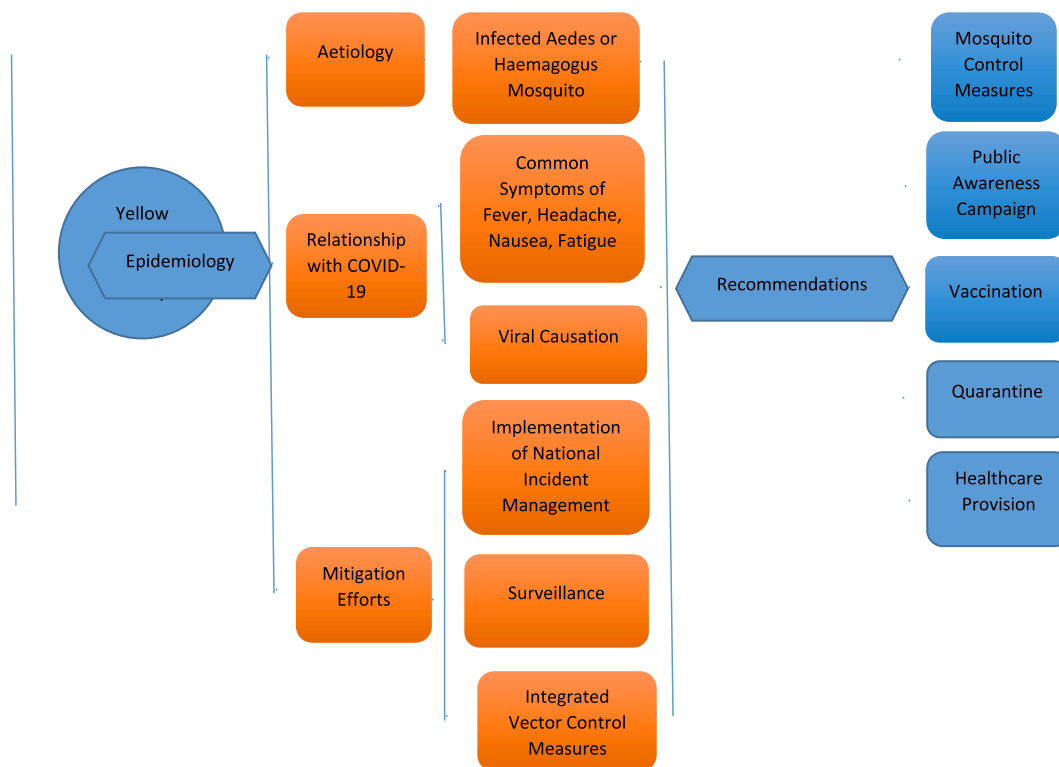 Yellow
Epidemiology
Aetiology
Infected Aedes or
Haemagogus
Mosquito
Relationship
with COVID-
19
Common
Symptoms of
Fever, Headache,
Nausea, Fatigue
Viral Causation
Mitigation
Efforts
Implementation
of National
Incident
Management
Surveillance
Integrated
Vector Control
Measures
Recommendations
Mosquito
Control
Measures
Public
Awareness
Campaign
Vaccination
Quarantine
Healthcare
Provision